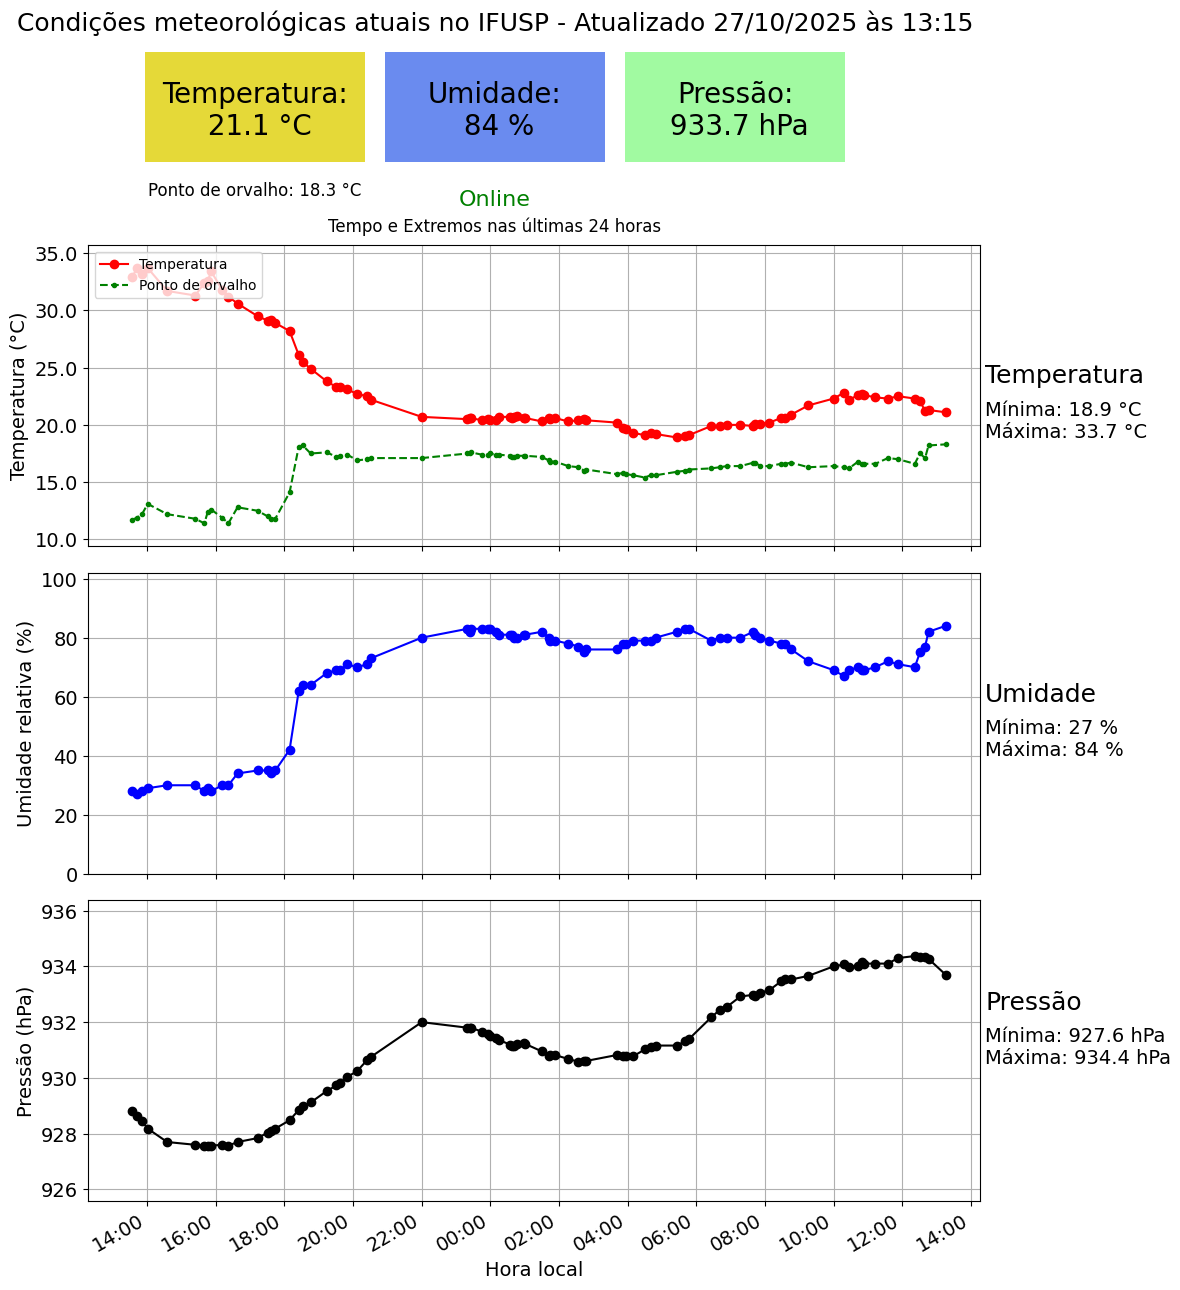 Condições meteorológicas atuais no IFUSP - Atualizado 27/10/2025 às 13:15
Temperatura:
21.1 °C
Umidade:
84 %
Pressão:
933.7 hPa
Ponto de orvalho: 18.3 °C
Online
Tempo e Extremos nas últimas 24 horas
Temperatura (°C)
35.0
30.0
25.0
20.0
15.0
10.0
Temperatura
Ponto de orvalho
Temperatura
Mínima: 18.9 °C
Máxima: 33.7 °C
Umidade relativa (%)
100
80
60
40
20
0
Umidade
Mínima: 27 %
Máxima: 84 %
Pressão (hPa)
936
934
932
930
928
926
Pressão
Mínima: 927.6 hPa
Máxima: 934.4 hPa
14:00 16:00 18:00 20:00 22:00 00:00 02:00 04:00 06:00 08:00 10:00 12:00 14:00
Hora local